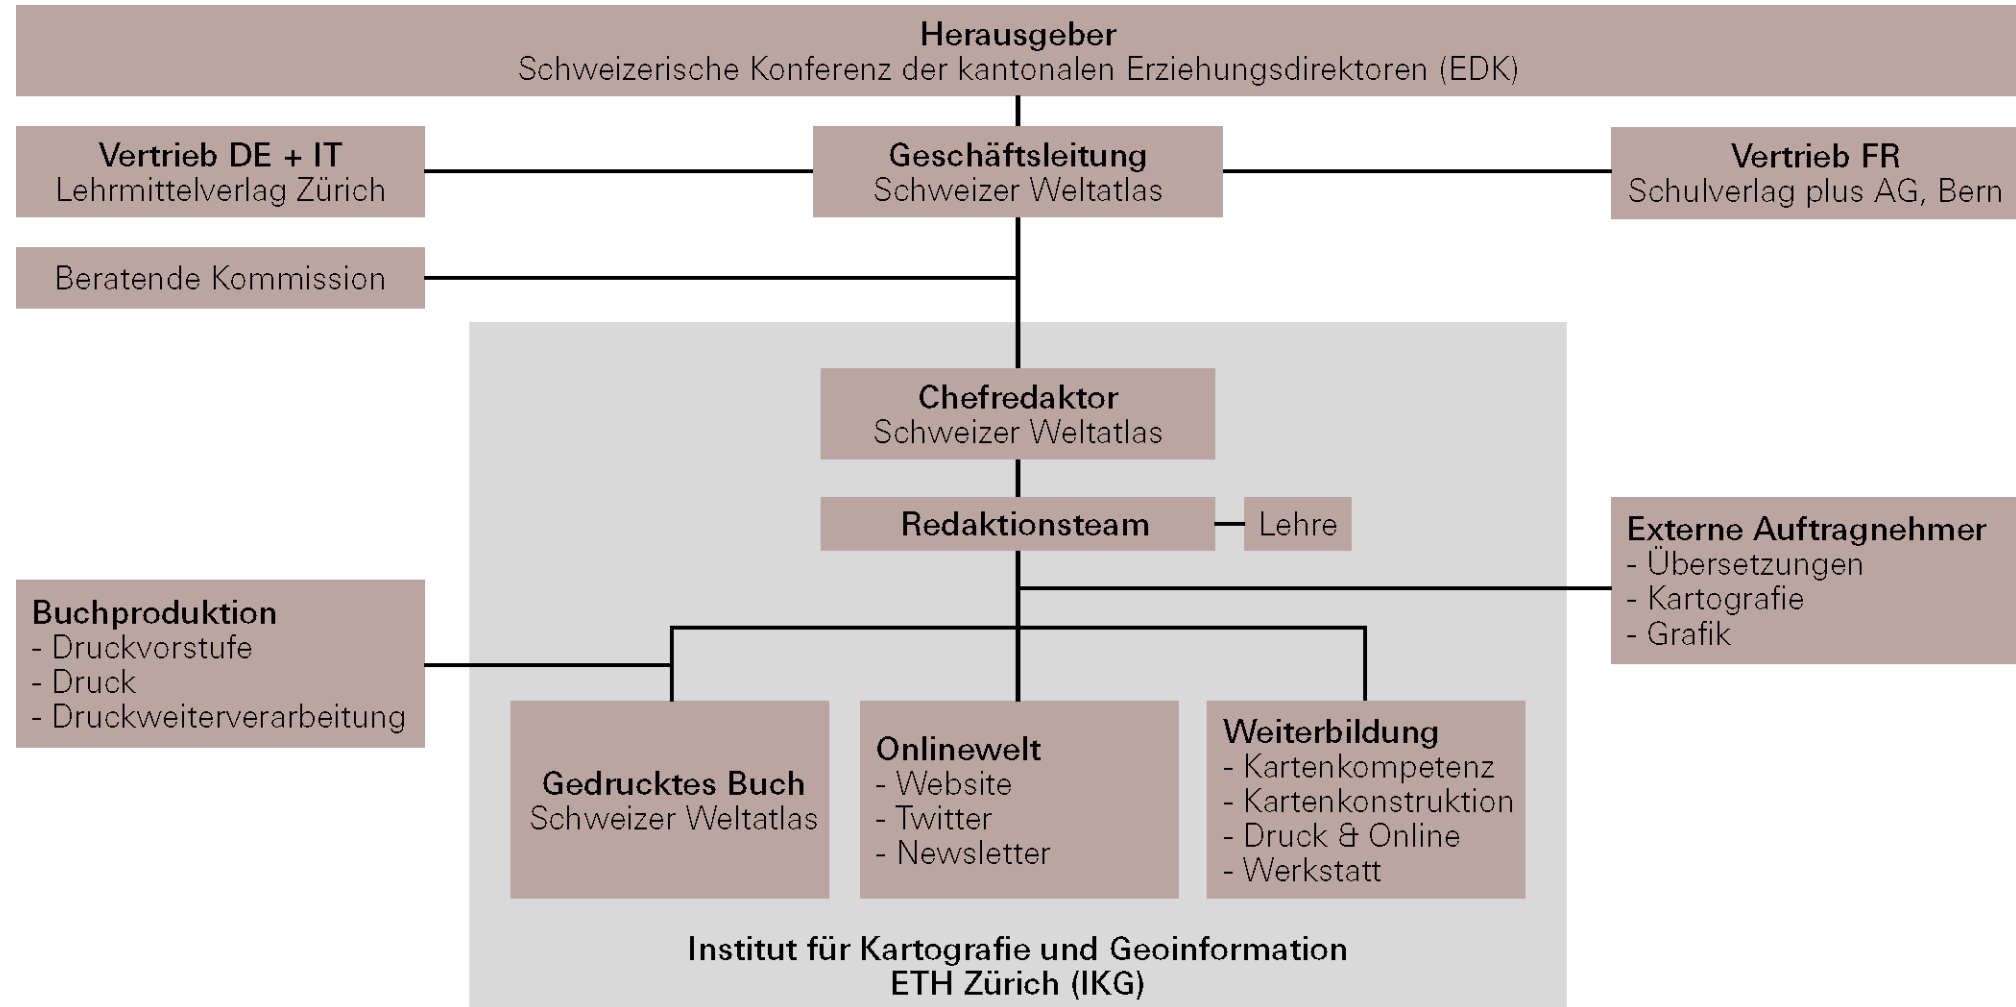 Herausgeber
Schweizerische Konferenz der kantonalen Erziehungsdirektoren (EDK)
Vertrieb DE + IT
Lehrmittelverlag Zürich
Geschäftsleitung
Schweizer Weltatlas
Vertrieb FR
Schulverlag plus AG, Bern
Beratende Kommission
Chefredaktor
Schweizer Weltatlas
Redaktionsteam
Lehre
Externe Auftragnehmer
- Übersetzungen
- Kartografie
- Grafik
Buchproduktion
- Druckvorstufe
- Druck
- Druckweiterverarbeitung
Gedrucktes Buch
Schweizer Weltatlas
Onlinewelt
- Website
- Twitter
- Newsletter
Weiterbildung
- Kartenkompetenz
- Kartenkonstruktion
- Druck & Online
- Werkstatt
Institut für Kartografie und Geoinformation
ETH Zürich (IKG)